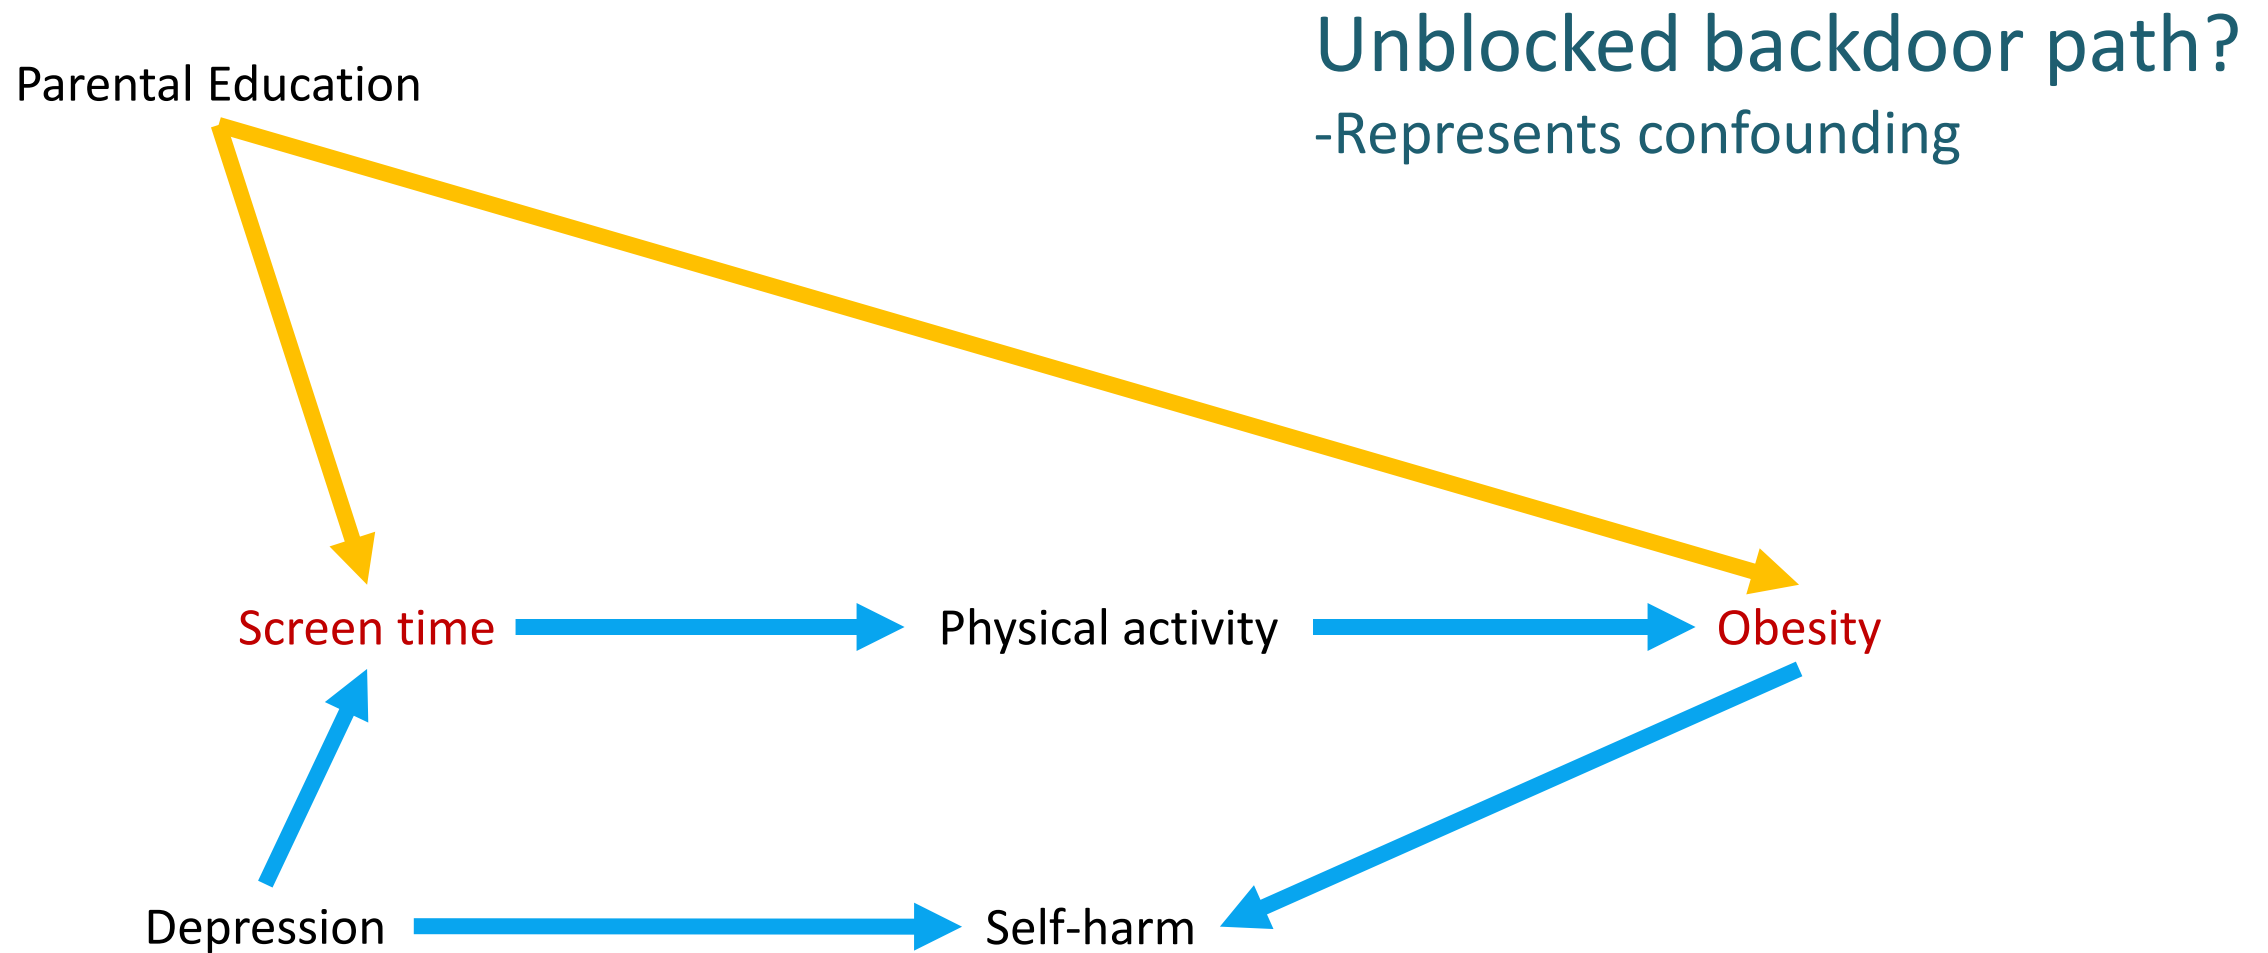 Unblocked backdoor path?
-Represents confounding
Parental Education
Screen time
Physical activity
Obesity
Depression
Self-harm